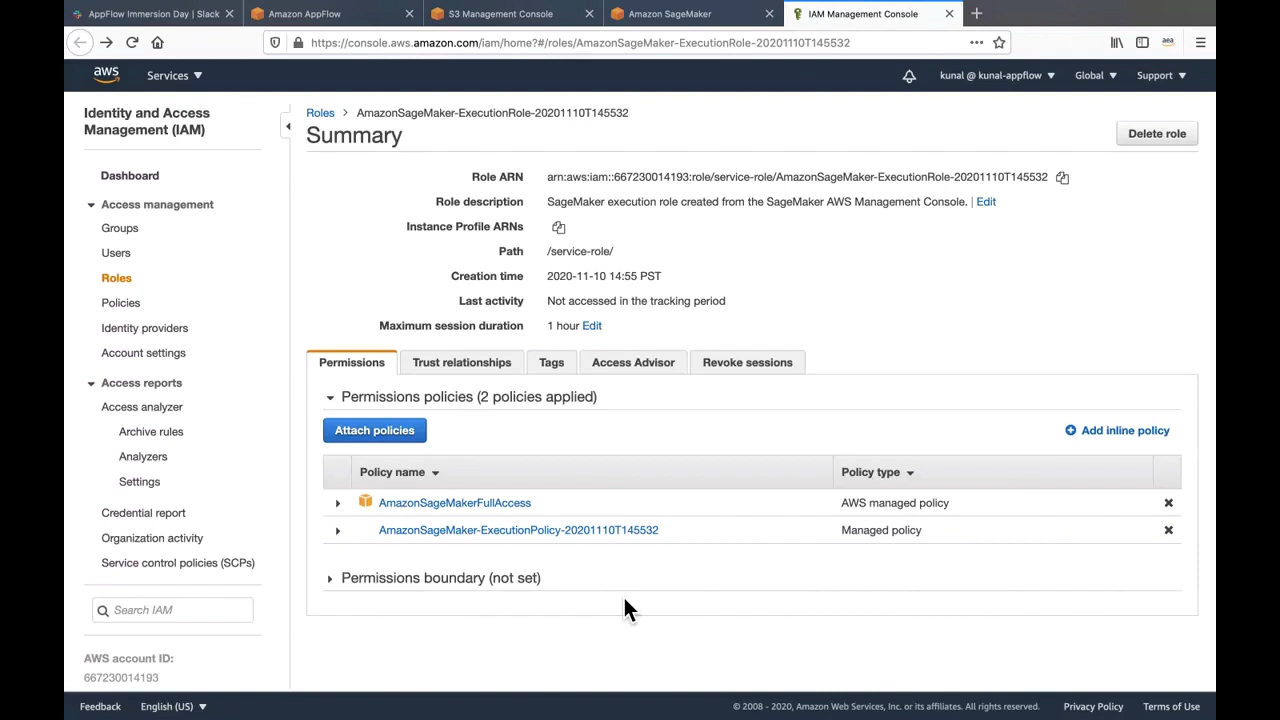 AppFlow Immersion Day | Slack
Amazon AppFlow
S3 Management Console
Amazon SageMaker
IAM Management Console
https://console.aws.amazon.com/iam/home?#/roles/AmazonSageMaker-ExecutionRole-20201110T145532
aws
Services
kunal @ kunal-appflow
Global
Support
Identity and Access
Management (IAM)
Dashboard
Access management
Groups
Users
Roles
Policies
Identity providers
Account settings
Access reports
Access analyzer
Archive rules
Analyzers
Settings
Credential report
Organization activity
Service control policies (SCPs)
Search IAM
AWS account ID:
667230014193
Roles > AmazonSageMaker-ExecutionRole-20201110T145532
Summary
Delete role
Role ARN arn:aws:iam::667230014193:role/service-role/AmazonSageMaker-ExecutionRole-20201110T145532
Role description SageMaker execution role created from the SageMaker AWS Management Console. | Edit
Instance Profile ARNs
Path /service-role/
Creation time 2020-11-10 14:55 PST
Last activity Not accessed in the tracking period
Maximum session duration 1 hour Edit
Permissions Trust relationships Tags Access Advisor Revoke sessions
Permissions policies (2 policies applied)
Attach policies
Add inline policy
Policy name Policy type
AmazonSageMakerFullAccess AWS managed policy
AmazonSageMaker-ExecutionPolicy-20201110T145532 Managed policy
Permissions boundary (not set)
Feedback English (US) © 2008 - 2020, Amazon Web Services, Inc. or its affiliates. All rights reserved. Privacy Policy Terms of Use